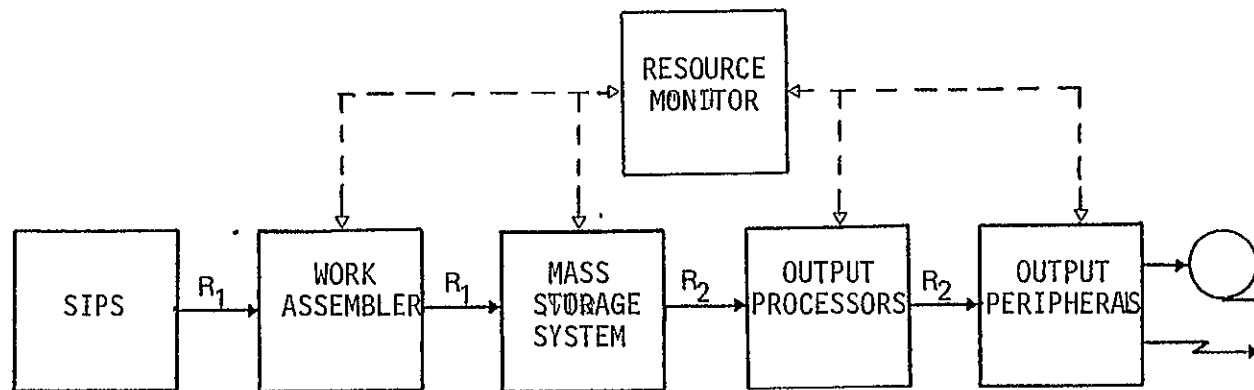 RESOURCE
MONITOR
SIPS
R1
WORK
ASSEMBLER
R1
MASS
STORAGE
SYSTEM
R2
OUTPUT
PROCESSORS
R2
OUTPUT
PERIPHERALS